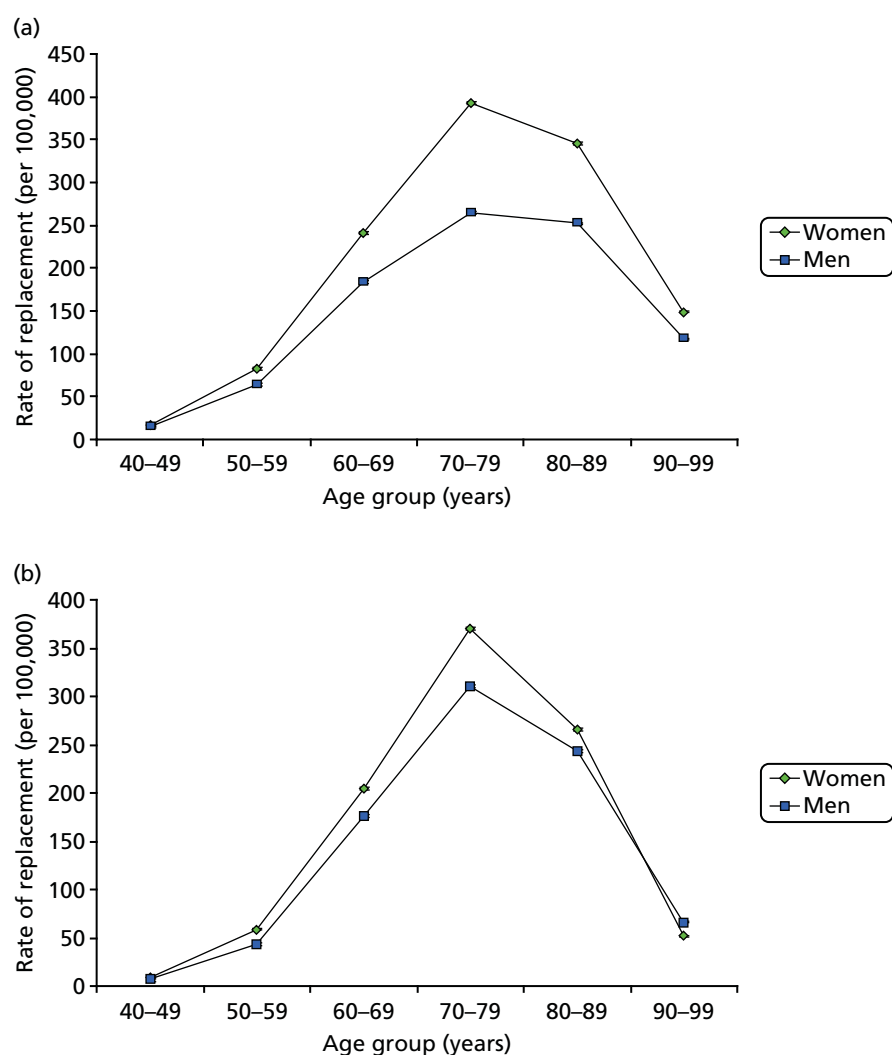 (a)
Rate of replacement (per 100,000)
450
400
350
300
250
200
150
100
50
0
40–49 50–59 60–69 70–79 80–89 90–99
Age group (years)
Women
Men
(b)
Rate of replacement (per 100,000)
400
350
300
250
200
150
100
50
0
40–49 50–59 60–69 70–79 80–89 90–99
Age group (years)
Women
Men